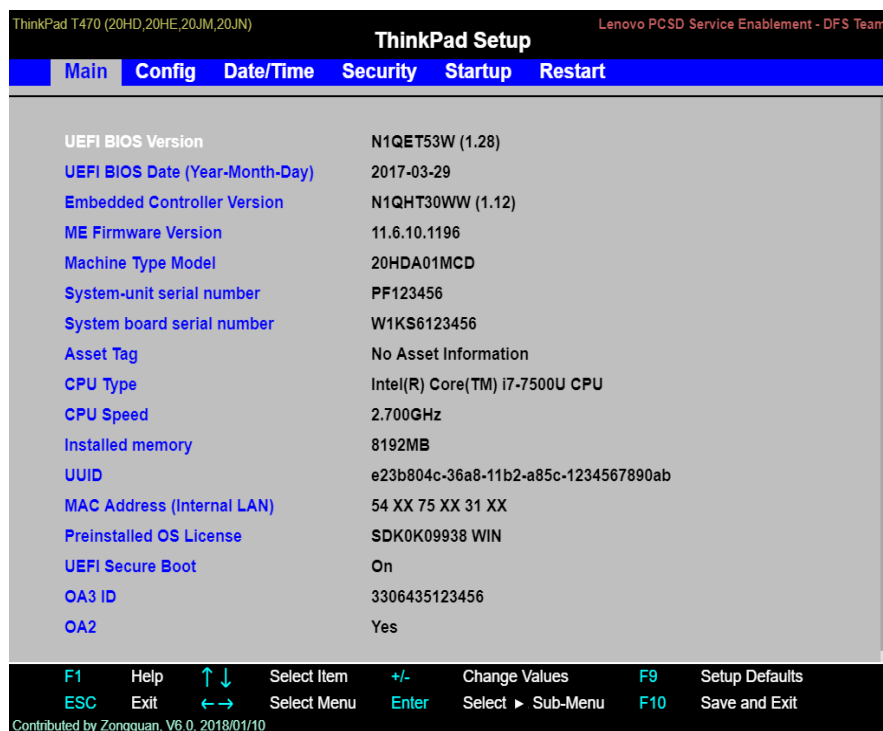 ThinkPad T470 (20HD,20HE,20JM,20JN)
Lenovo PCSD Service Enablement - DFS Team
ThinkPad Setup
Main Config Date/Time Security Startup Restart
UEFI BIOS Version N1QET53W (1.28)
UEFI BIOS Date (Year-Month-Day) 2017-03-29
Embedded Controller Version N1QHT30WW (1.12)
ME Firmware Version 11.6.10.1196
Machine Type Model 20HDA01MCD
System-unit serial number PF123456
System board serial number W1KS6123456
Asset Tag No Asset Information
CPU Type Intel(R) Core(TM) i7-7500U CPU
CPU Speed 2.700GHz
Installed memory 8192MB
UUID e23b804c-36a8-11b2-a85c-1234567890ab
MAC Address (Internal LAN) 54 XX 75 XX 31 XX
Preinstalled OS License SDK0K09938 WIN
UEFI Secure Boot On
OA3 ID 3306435123456
OA2 Yes
F1 Help ↑↓ Select Item +/- Change Values F9 Setup Defaults
ESC Exit ←→ Select Menu Enter Select ► Sub-Menu F10 Save and Exit
Contributed by Zongquan, V6.0, 2018/01/10